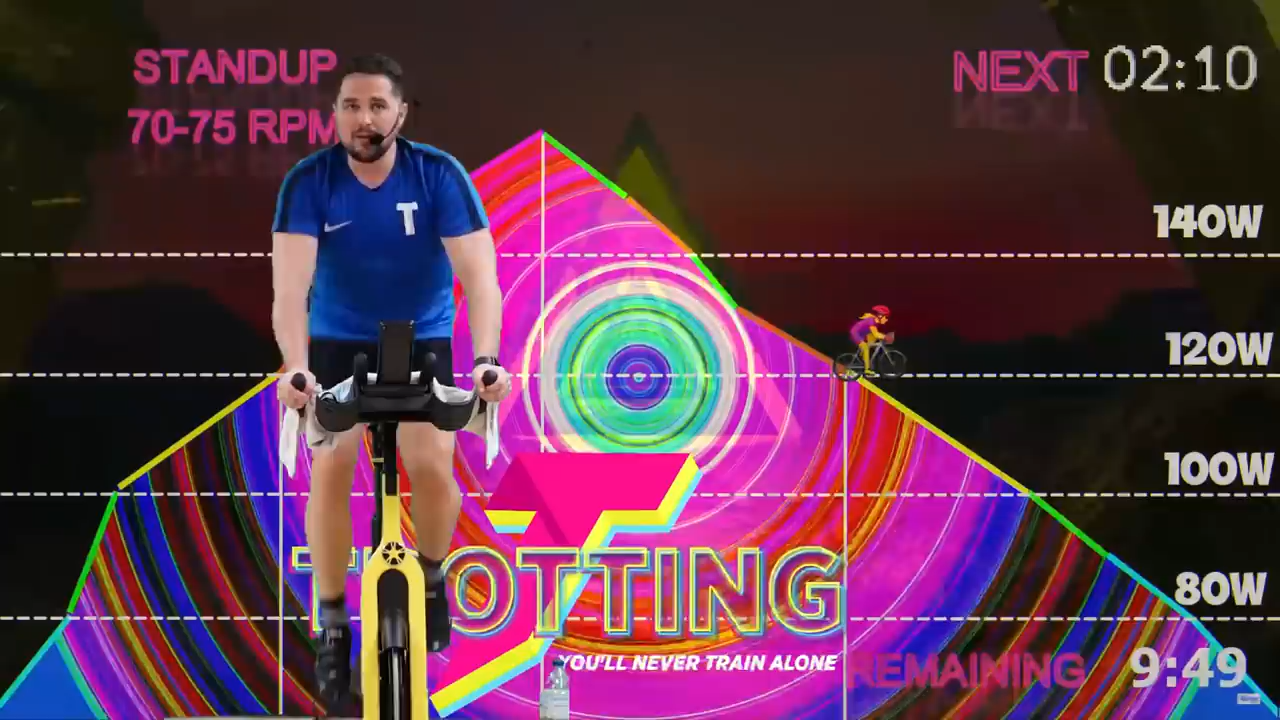 STANDUP
70-75 RPM
NEXT 02:10
T
140W
120W
100W
80W
TROTTING
YOU'LL NEVER TRAIN ALONE
REMAINING 9:49